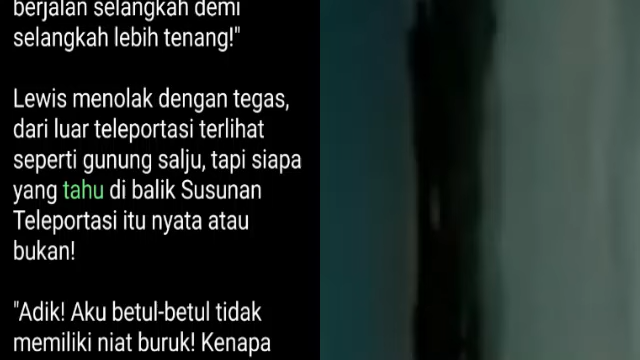 berjalan selangkah demi
selangkah lebih tenang!"
Lewis menolak dengan tegas,
dari luar teleportasi terlihat
seperti gunung salju, tapi siapa
yang tahu di balik Susunan
Teleportasi itu nyata atau
bukan!
"Adik! Aku betul-betul tidak
memiliki niat buruk! Kenapa